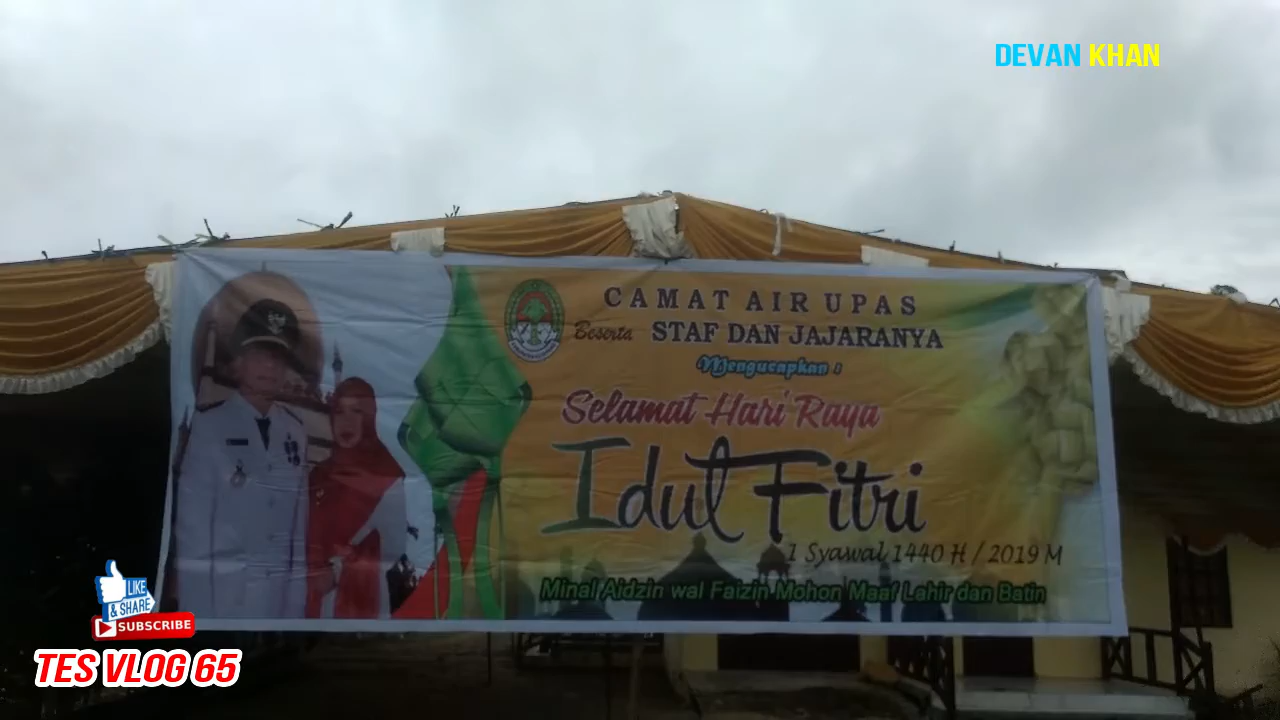 DEVAN KHAN
CAMAT AIR UPAS
Beserta STAF DAN JAJARANYA
Mengucapkan :
Selamat Hari Raya
Idul Fitri
1 Syawal 1440 H / 2019 M
Minal Aidzin wal Faizin Mohon Maaf Lahir dan Batin
LIKE
& SHARE
SUBSCRIBE
TES VLOG 65